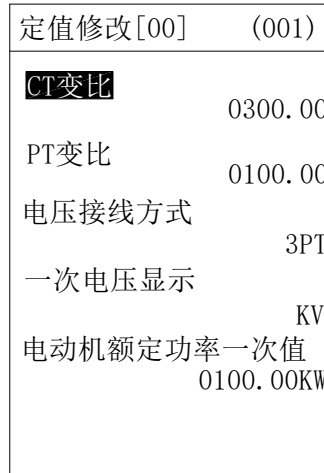 定值修改[00] (001)
CT变比
0300.00
PT变比
0100.00
电压接线方式
3PT
一次电压显示
KV
电动机额定功率一次值
0100.00KW